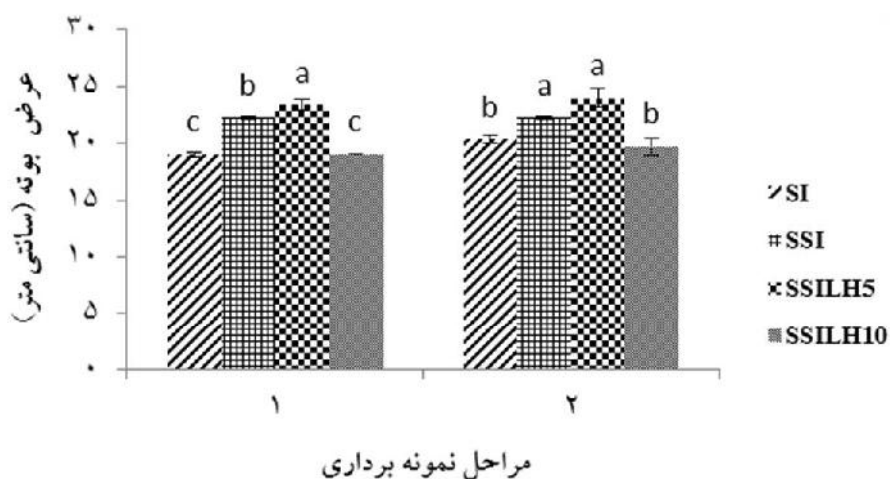 عرض بوته (سانتی متر)
۳۰
۲۵
۲۰
۱۵
۱۰
۵
۰
c b a c
b a a b
۱ ۲
مراحل نمونه برداری
SI
SSI
SSILH5
SSILH10